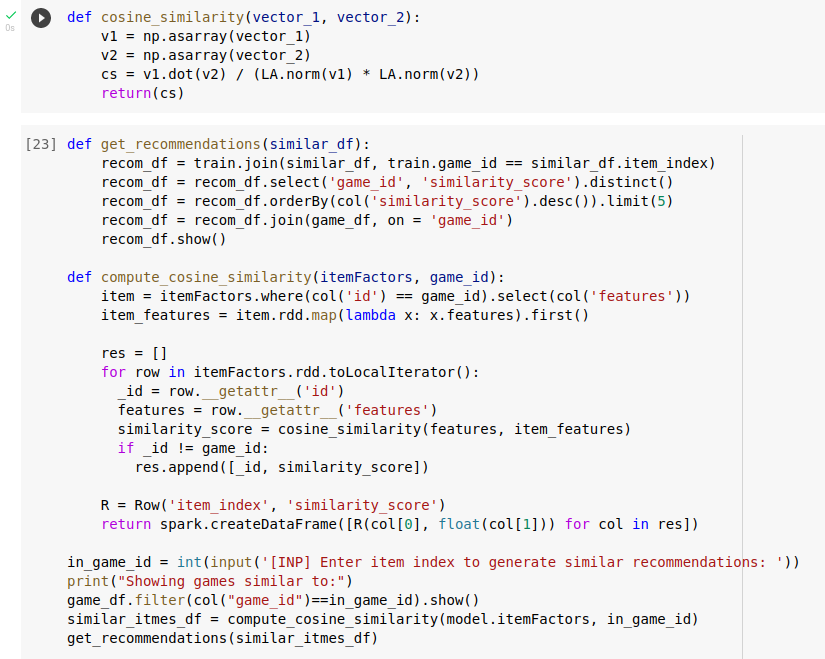 def cosine_similarity(vector_1, vector_2):
0s
    v1 = np.asarray(vector_1)
    v2 = np.asarray(vector_2)
    cs = v1.dot(v2) / (LA.norm(v1) * LA.norm(v2))
    return(cs)
[23] def get_recommendations(similar_df):
    recom_df = train.join(similar_df, train.game_id == similar_df.item_index)
    recom_df = recom_df.select('game_id', 'similarity_score').distinct()
    recom_df = recom_df.orderBy(col('similarity_score').desc()).limit(5)
    recom_df = recom_df.join(game_df, on = 'game_id')
    recom_df.show()
def compute_cosine_similarity(itemFactors, game_id):
    item = itemFactors.where(col('id') == game_id).select(col('features'))
    item_features = item.rdd.map(lambda x: x.features).first()
    res = []
    for row in itemFactors.rdd.toLocalIterator():
      _id = row.__getattr__('id')
      features = row.__getattr__('features')
      similarity_score = cosine_similarity(features, item_features)
      if _id != game_id:
        res.append([_id, similarity_score])
    R = Row('item_index', 'similarity_score')
    return spark.createDataFrame([R(col[0], float(col[1])) for col in res])
in_game_id = int(input('[INP] Enter item index to generate similar recommendations: '))
print("Showing games similar to:")
game_df.filter(col("game_id")==in_game_id).show()
similar_itmes_df = compute_cosine_similarity(model.itemFactors, in_game_id)
get_recommendations(similar_itmes_df)